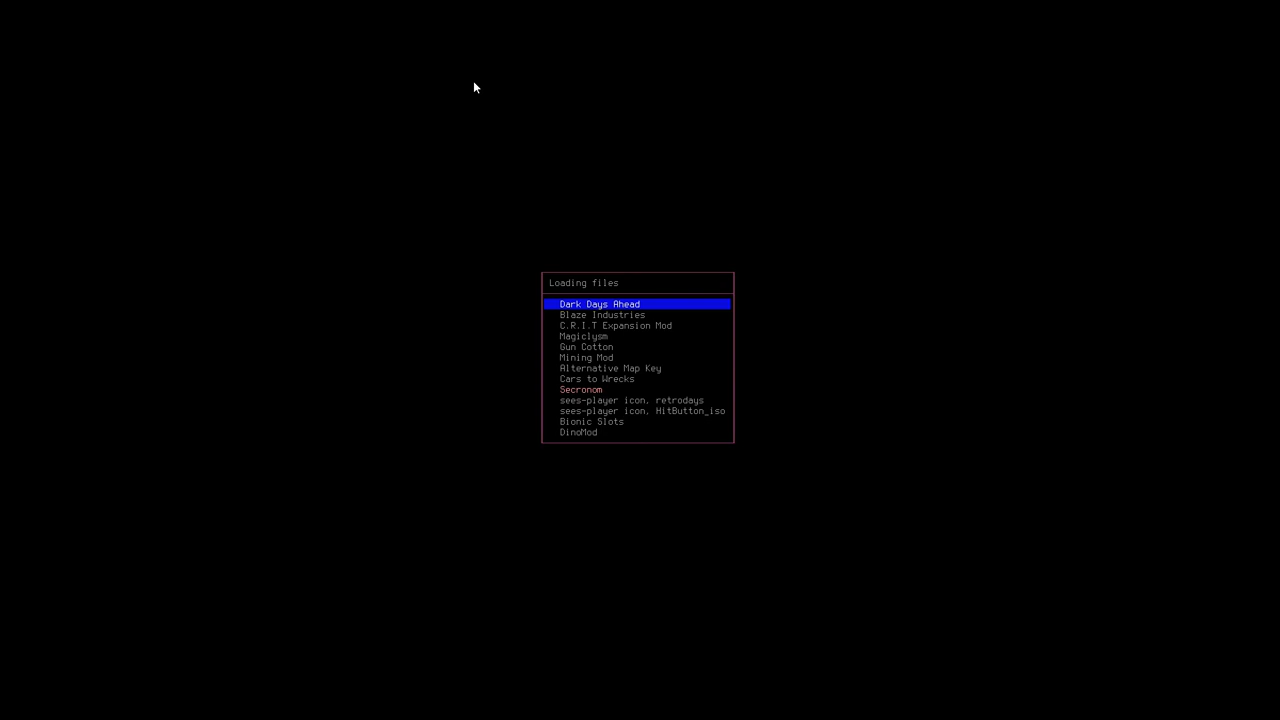 Loading files
Dark Days Ahead
Blaze Industries
C.R.I.T Expansion Mod
Magiclysm
Gun Cotton
Mining Mod
Alternative Map Key
Cars to Wrecks
Secronom
sees-player icon, retrodays
sees-player icon, HitButton_iso
Bionic Slots
DinoMod